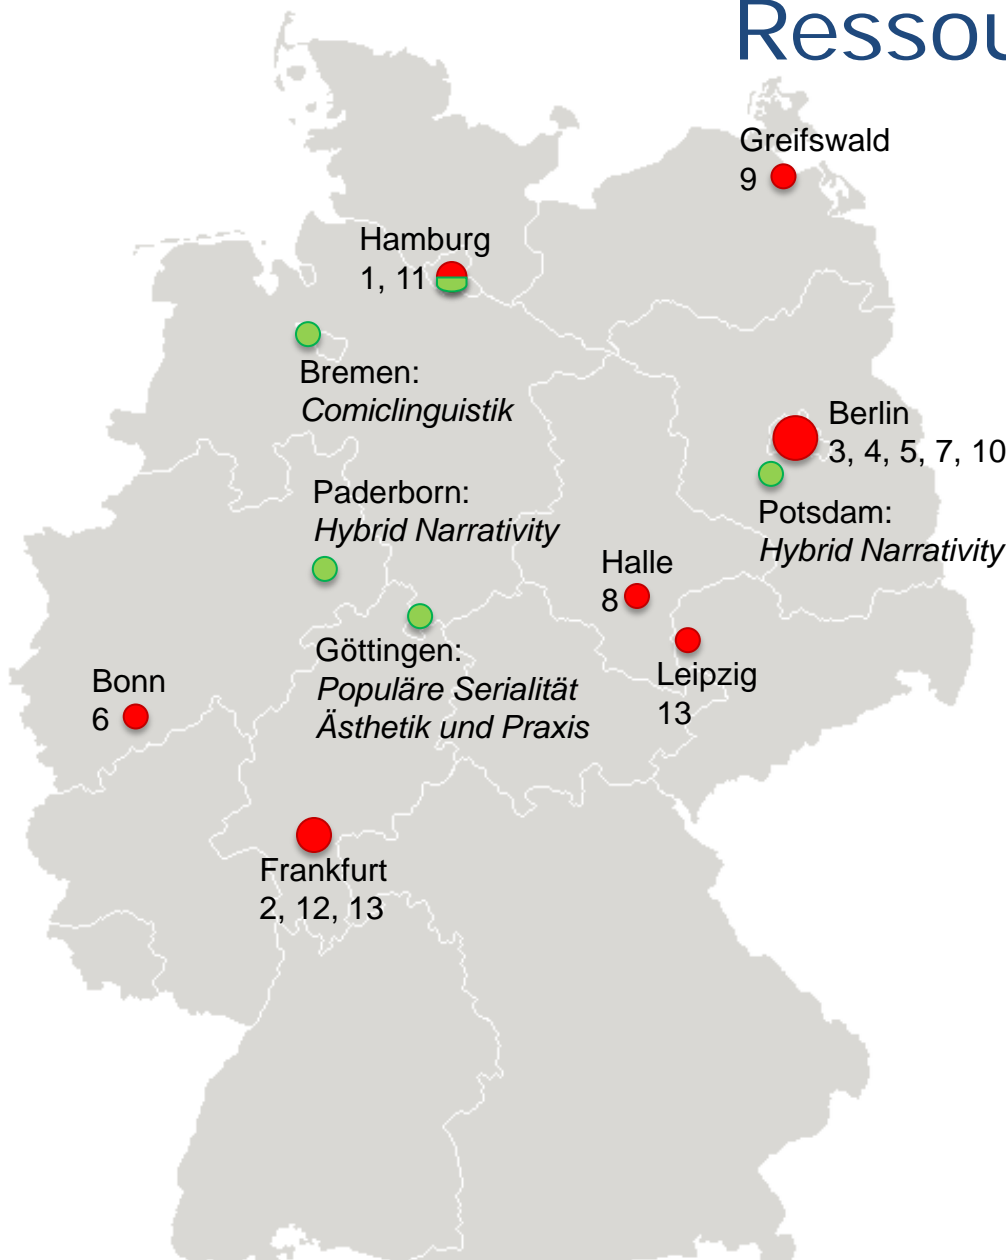 Ressou
Greifswald
9
Hamburg
1, 11
Bremen:
Comiclinguistik
Berlin
3, 4, 5, 7, 10
Paderborn:
Hybrid Narrativity
Potsdam:
Hybrid Narrativity
Halle
8
Göttingen:
Populäre Serialität
Ästhetik und Praxis
Leipzig
13
Bonn
6
Frankfurt
2, 12, 13